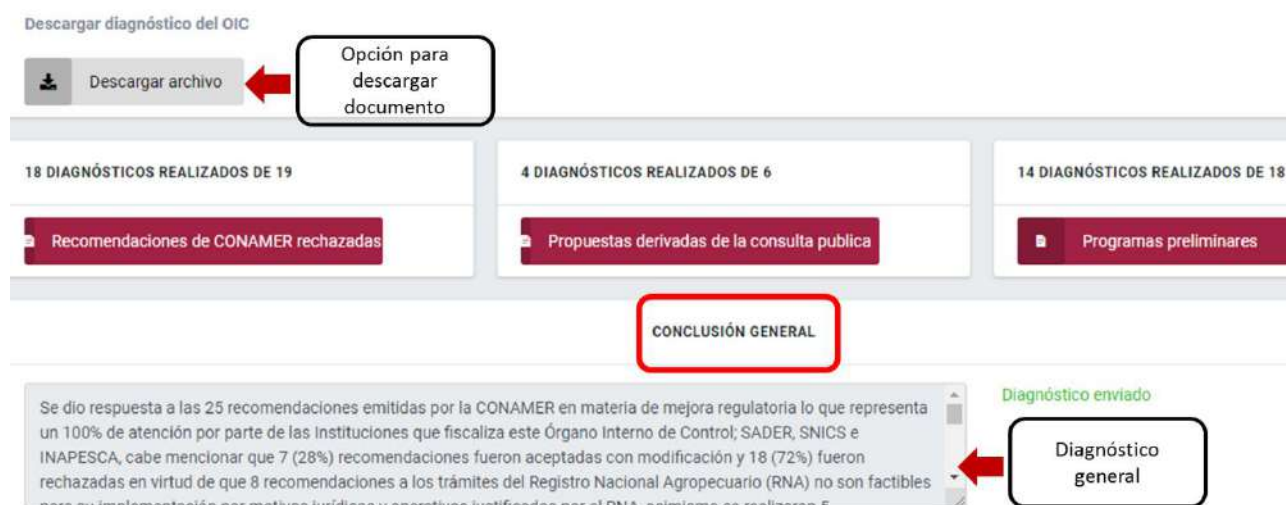 Descargar diagnóstico del OIC
Descargar archivo
Opción para
descargar
documento
18 DIAGNÓSTICOS REALIZADOS DE 19
4 DIAGNÓSTICOS REALIZADOS DE 6
14 DIAGNÓSTICOS REALIZADOS DE 18
Recomendaciones de CONAMER rechazadas
Propuestas derivadas de la consulta publica
Programas preliminares
CONCLUSIÓN GENERAL
Se dio respuesta a las 25 recomendaciones emitidas por la CONAMER en materia de mejora regulatoria lo que representa
un 100% de atención por parte de las Instituciones que fiscaliza este Órgano Interno de Control; SADER, SNICS e
INAPESCA, cabe mencionar que 7 (28%) recomendaciones fueron aceptadas con modificación y 18 (72%) fueron
rechazadas en virtud de que 8 recomendaciones a los trámites del Registro Nacional Agropecuario (RNA) no son factibles
Diagnóstico enviado
Diagnóstico
general